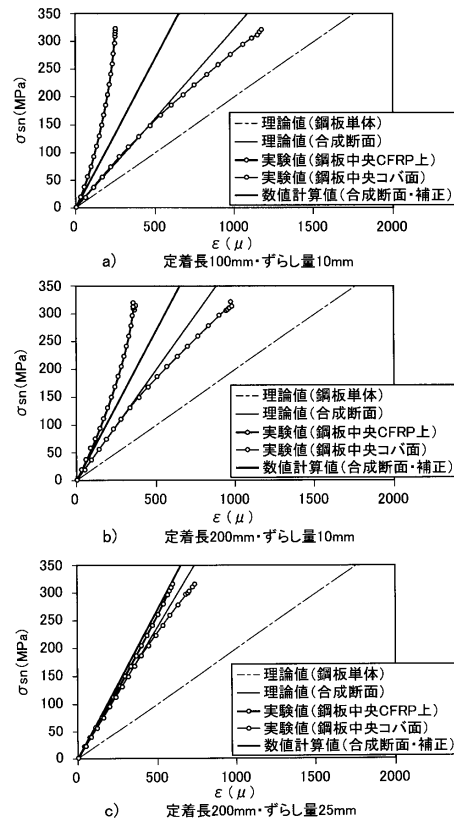 350
300
250
200
150
100
50
0
σsn(MPa)
理論値(鋼板単体)
理論値(合成断面)
実験値(鋼板中央CFRP上)
実験値(鋼板中央コバ面)
数値計算値(合成断面・補正)
0 500 1000 1500 2000
ε(μ)
a) 定着長100mm・ずらし量10mm
350
300
250
200
150
100
50
0
σsn(MPa)
理論値(鋼板単体)
理論値(合成断面)
実験値(鋼板中央CFRP上)
実験値(鋼板中央コバ面)
数値計算値(合成断面・補正)
0 500 1000 1500 2000
ε(μ)
b) 定着長200mm・ずらし量10mm
350
300
250
200
150
100
50
0
σsn(MPa)
理論値(鋼板単体)
理論値(合成断面)
実験値(鋼板中央CFRP上)
実験値(鋼板中央コバ面)
数値計算値(合成断面・補正)
0 500 1000 1500 2000
ε(μ)
c) 定着長200mm・ずらし量25mm